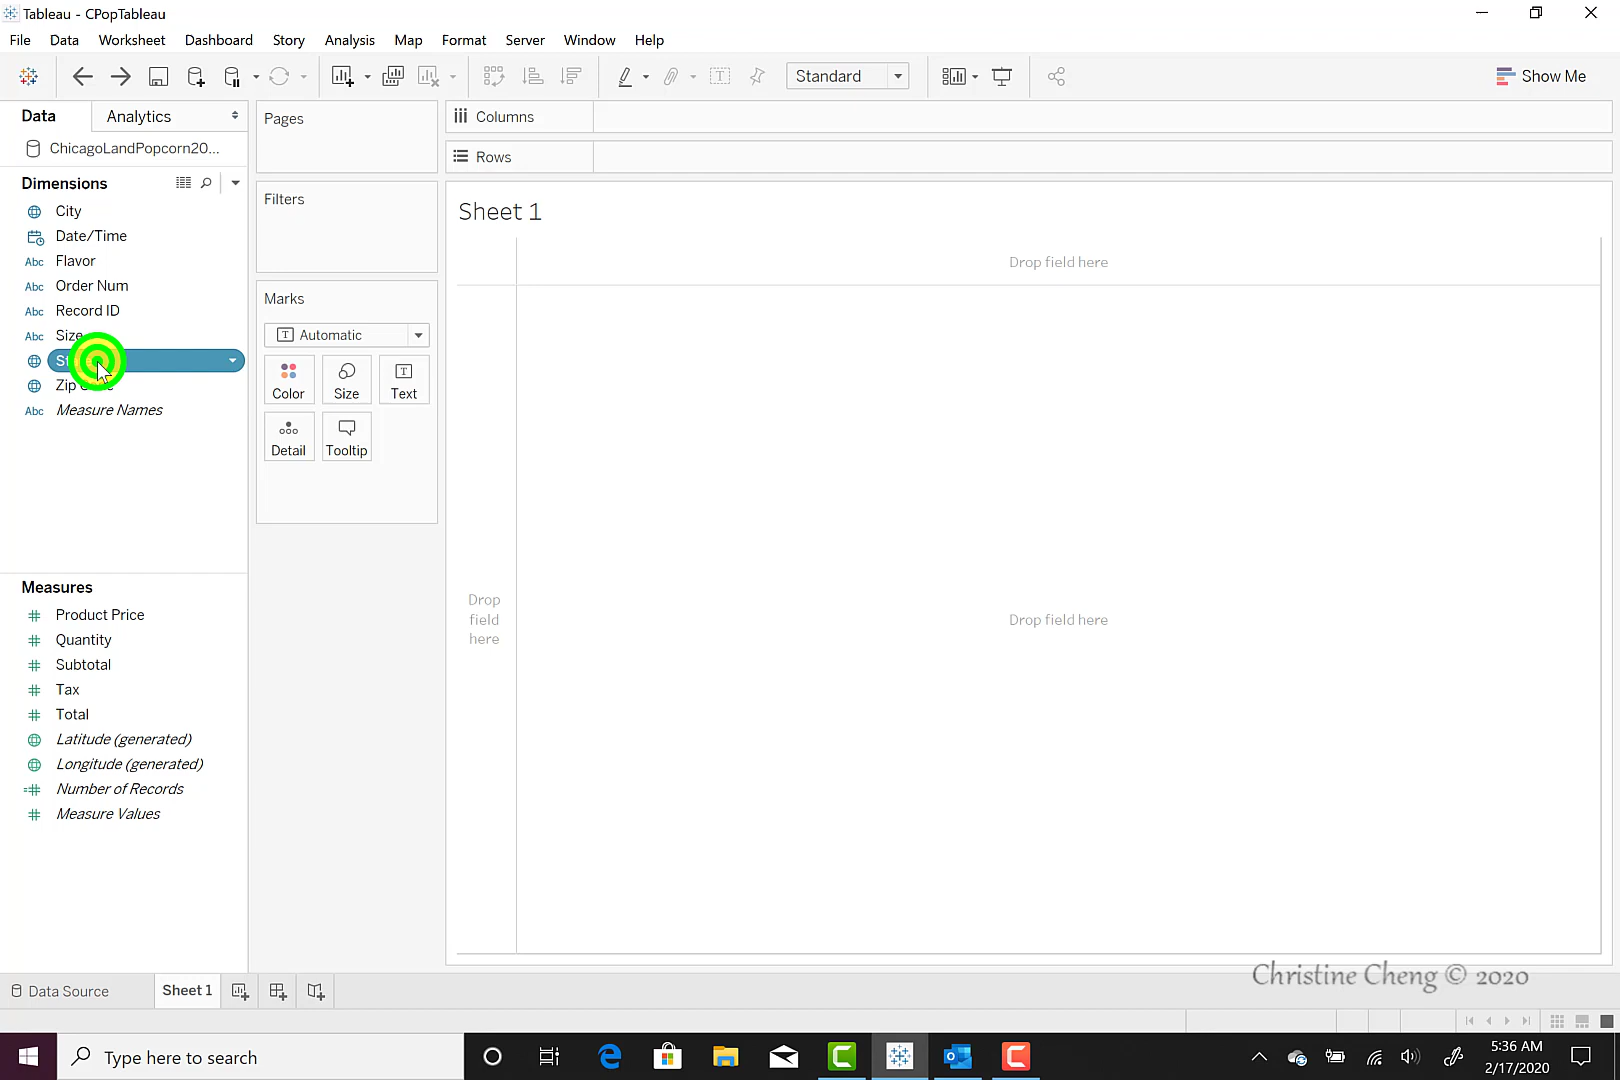 Tableau - CPopTableau
File Data Worksheet Dashboard Story Analysis Map Format Server Window Help
Standard
Show Me
Data
Analytics
ChicagoLandPopcorn20...
Dimensions
City
Date/Time
Abc Flavor
Abc Order Num
Abc Record ID
Abc Size
Zip
Abc Measure Names
Measures
Product Price
Quantity
Subtotal
Tax
Total
Latitude (generated)
Longitude (generated)
Number of Records
Measure Values
Pages
Filters
Marks
Automatic
Color
Size
Text
Detail
Tooltip
Columns
Rows
Sheet 1
Drop field here
Drop
field
here
Drop field here
Christine Cheng © 2020
Data Source
Sheet 1
Type here to search
5:36 AM
2/17/2020